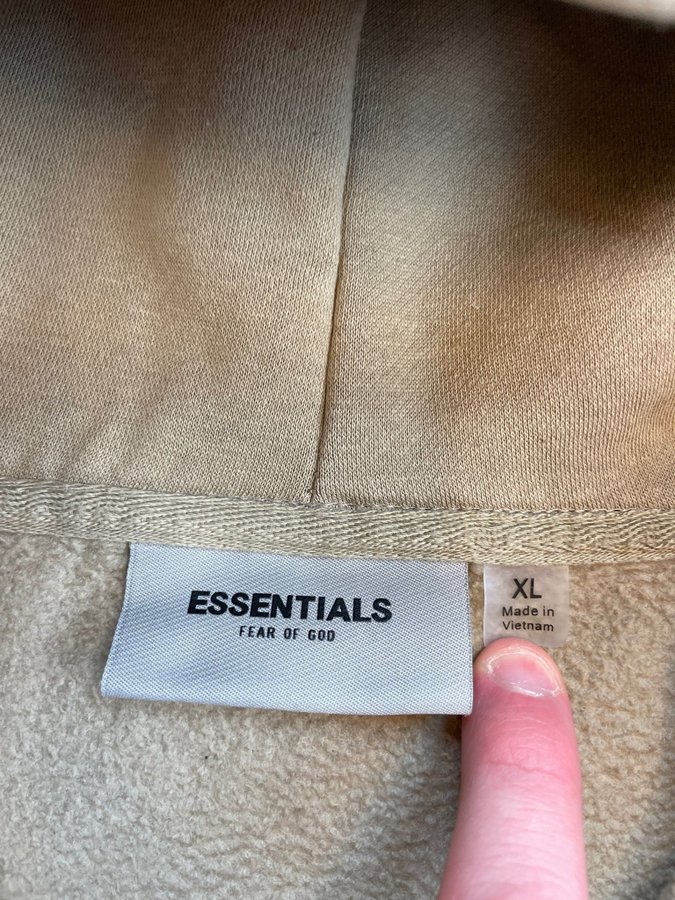 ESSENTIALS
FEAR OF GOD
XL
Made in
Vietnam